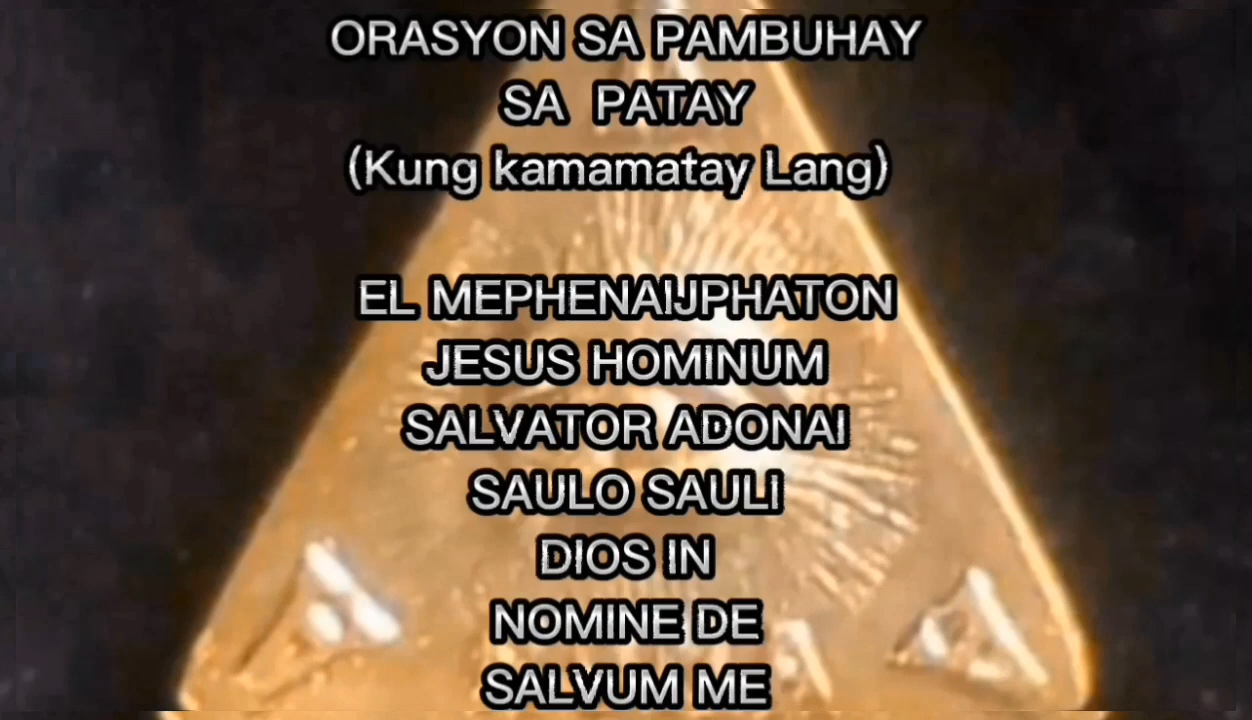 ORASYON SA PAMBUHAY
SA PATAY
(Kung kamamatay Lang)
EL MEPHENAIJPHATON
JESUS HOMINUM
SALVATOR ADONAI
SAULO SAULI
DIOS IN
NOMINE DE
SALVUM ME